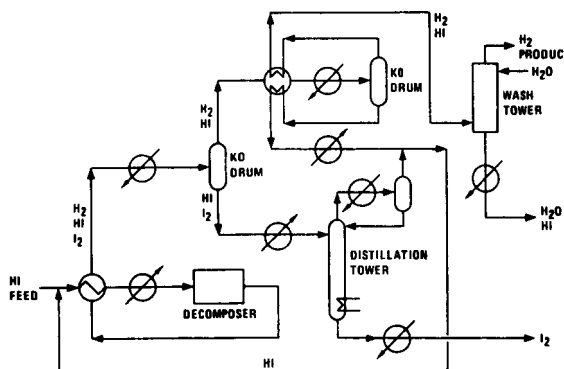 H2
HI
H2
PRODUC
H2O
WASH
TOWER
KO
DRUM
H2
HI
KO
DRUM
H2
HI
I2
HI
I2
H2O
HI
DISTILLATION
TOWER
HI
FEED
DECOMPOSER
I2
HI